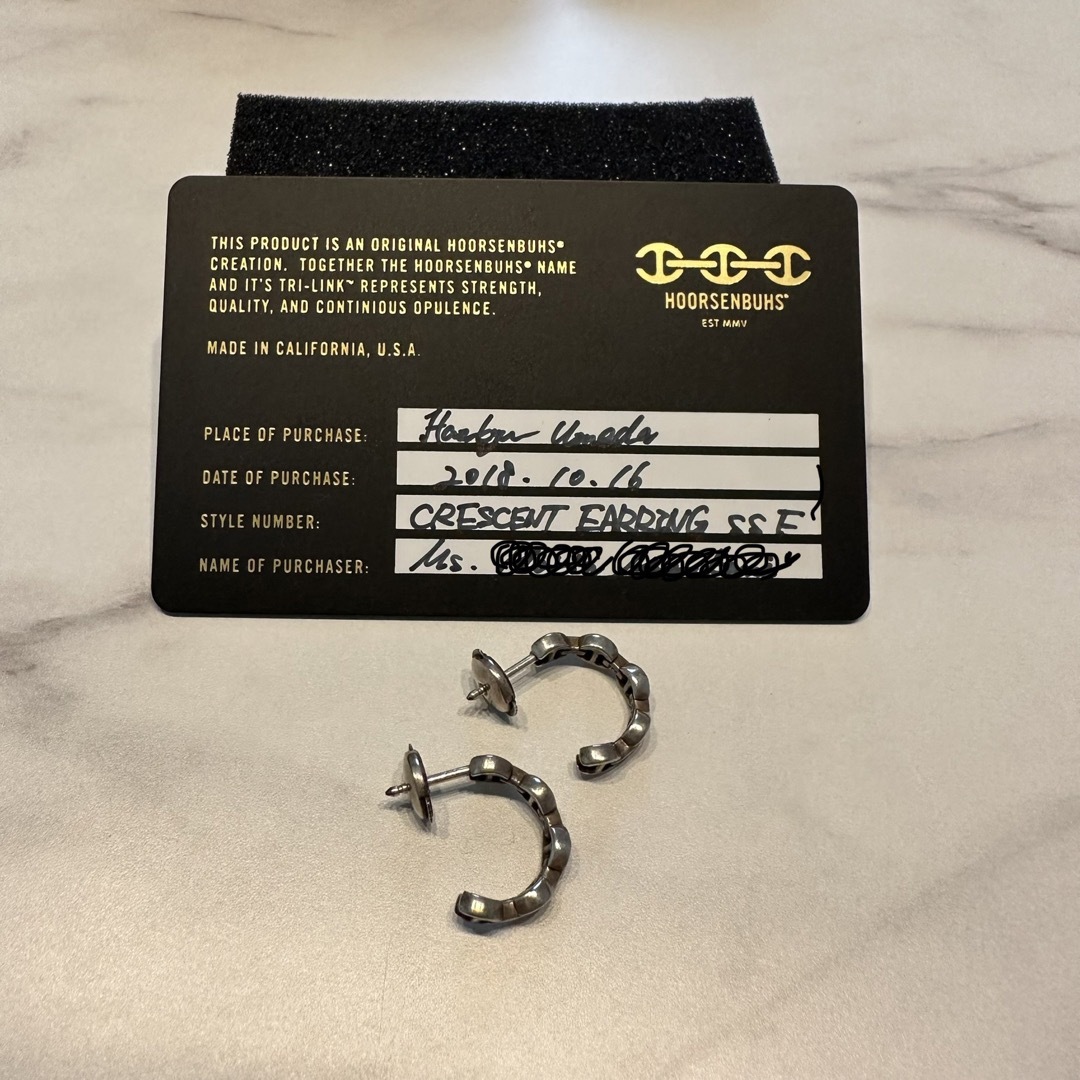 THIS PRODUCT IS AN ORIGINAL HOORSENBUHS®
CREATION. TOGETHER THE HOORSENBUHS® NAME
AND IT'S TRI-LINK™ REPRESENTS STRENGTH,
QUALITY, AND CONTINIOUS OPULENCE.
MADE IN CALIFORNIA, U.S.A.
HOORSENBUHS®
EST MMV
PLACE OF PURCHASE: Umeda
DATE OF PURCHASE: 2018.10.16
STYLE NUMBER: CRESCENT EARRING SS E
NAME OF PURCHASER: Ms.